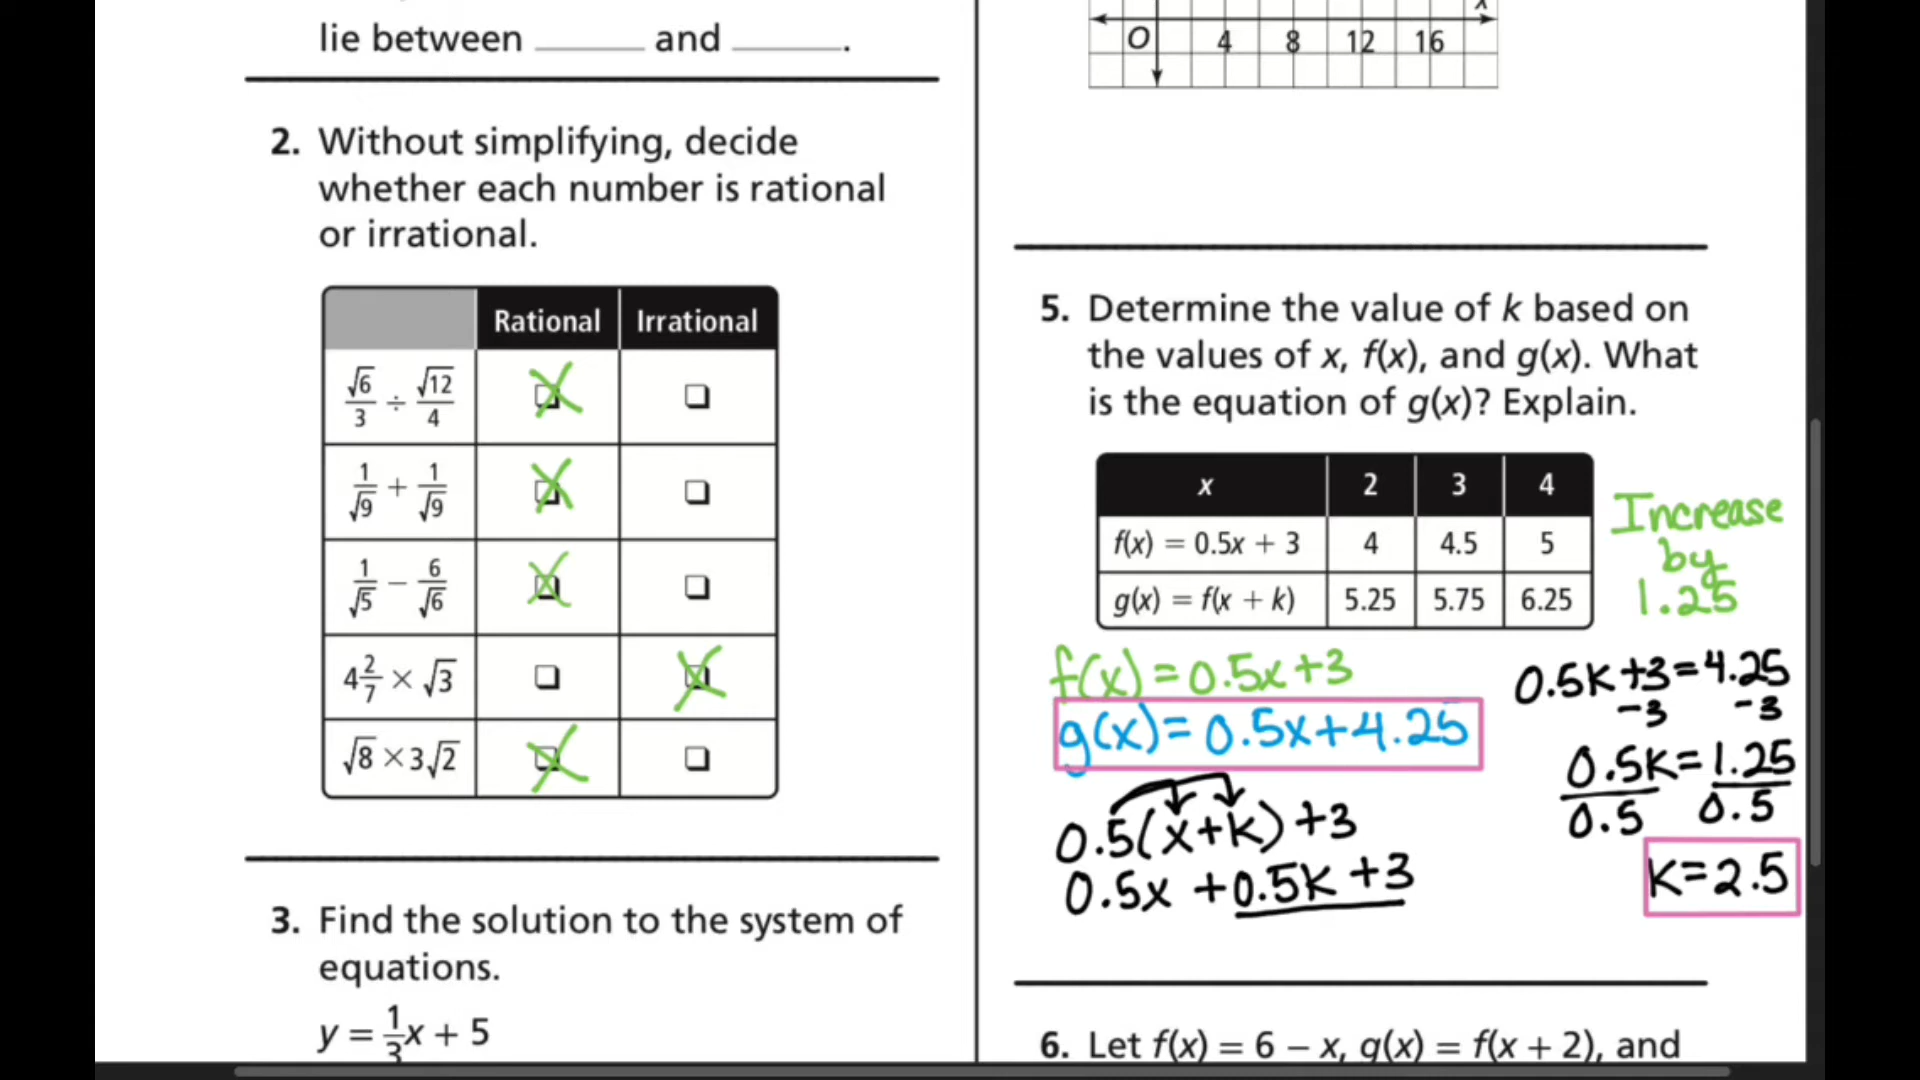 lie between ______ and ______.
2. Without simplifying, decide
whether each number is rational
or irrational.
Rational Irrational
√6/3 ÷ √12/4
1/√9 + 1/√9
1/√5 − 6/√6
4 2/7 × √3
√8 × 3√2
3. Find the solution to the system of
equations.
y = 1/3x + 5
x
O 4 8 12 16
5. Determine the value of k based on
the values of x, f(x), and g(x). What
is the equation of g(x)? Explain.
x 2 3 4
f(x) = 0.5x + 3 4 4.5 5
g(x) = f(x + k) 5.25 5.75 6.25
Increase
by
1.25
f(x)=0.5x+3
g(x)=0.5x+4.25
0.5(x+k)+3
0.5x +0.5k+3
0.5k+3=4.25
-3 -3
0.5k=1.25
0.5 0.5
k=2.5
6. Let f(x) = 6 − x, g(x) = f(x + 2), and